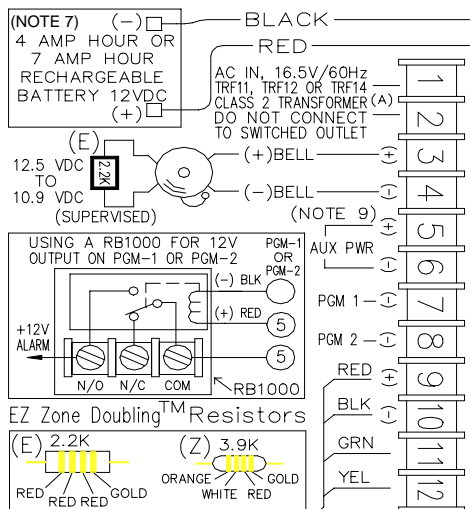 (NOTE 7) (-)
4 AMP HOUR OR
7 AMP HOUR
RECHARGEABLE
BATTERY 12VDC
(+)
BLACK
RED
AC IN, 16.5V/60Hz
TRF11, TRF12 OR TRF14
CLASS 2 TRANSFORMER (A)
DO NOT CONNECT
TO SWITCHED OUTLET
1
2
(E)
12.5 VDC
TO
10.9 VDC
2.2K
(SUPERVISED)
(+)BELL (+) 3
(-)BELL (-) 4
(NOTE 9)
AUX PWR
(+) 5
(-) 6
PGM 1 (-) 7
PGM 2 (-) 8
RED (+) 9
BLK (-) 10
GRN 11
YEL 12
USING A RB1000 FOR 12V
OUTPUT ON PGM-1 OR PGM-2
PGM-1
OR
PGM-2
(-) BLK
(+) RED
5
+12V
ALARM
5
N/O N/C COM
RB1000
EZ Zone Doubling™ Resistors
(E) 2.2K
RED RED RED GOLD
(Z) 3.9K
ORANGE WHITE RED GOLD